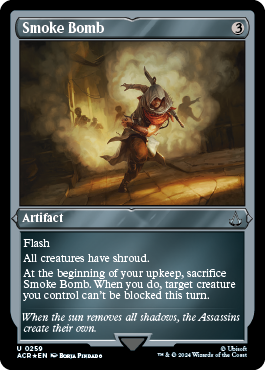 Smoke Bomb 3
Artifact
Flash
All creatures have shroud.
At the beginning of your upkeep, sacrifice
Smoke Bomb. When you do, target creature
you control can't be blocked this turn.
When the sun removes all shadows, the Assassins
create their own.
U 0259 © Ubisoft
ACR★EN Borja Pindado ™ & © 2024 Wizards of the Coast